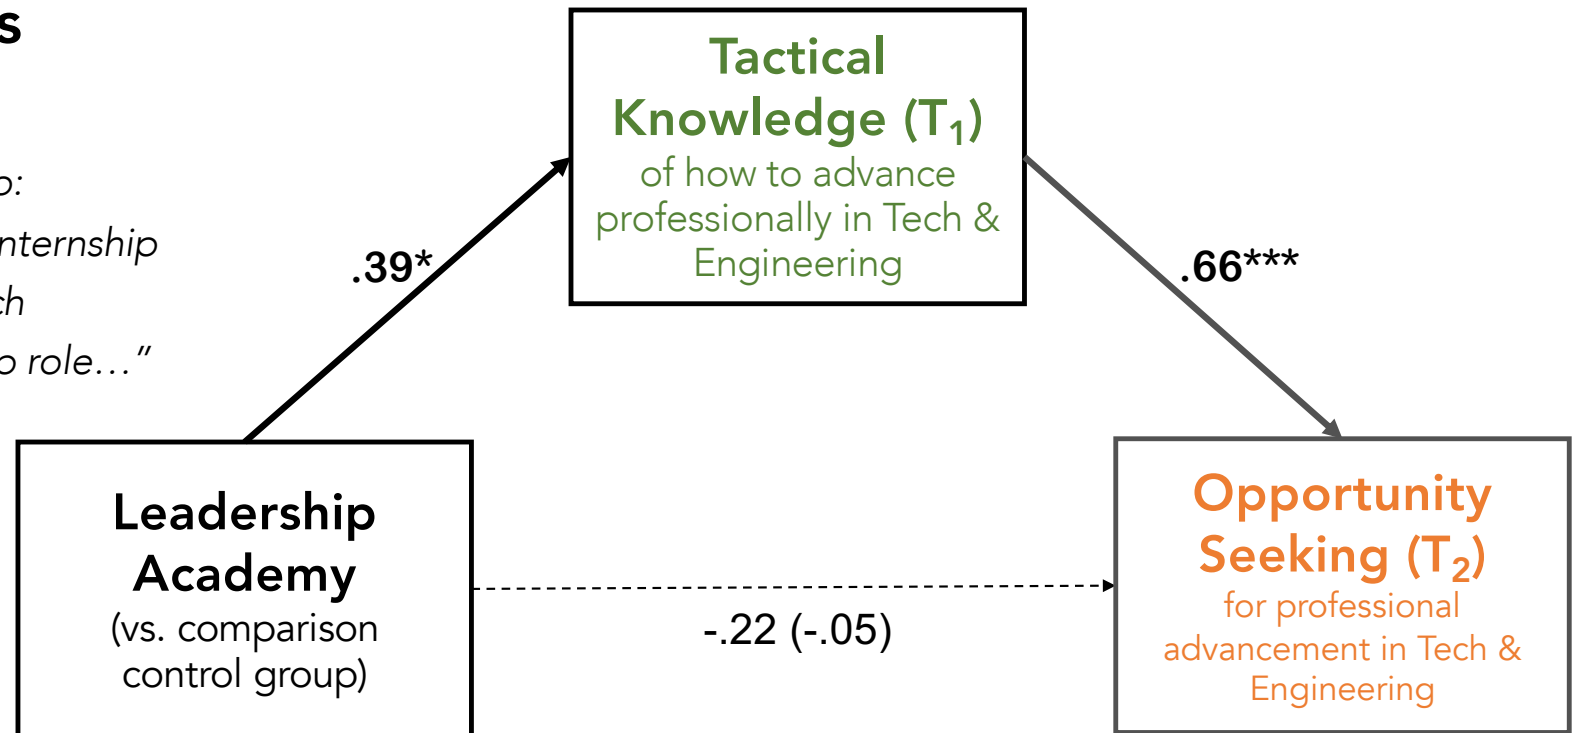 s
o:
nternship
ch
o role…”
Tactical
Knowledge (T₁)
of how to advance
professionally in Tech &
Engineering
.39*
.66***
Leadership
Academy
(vs. comparison
control group)
-.22 (-.05)
Opportunity
Seeking (T₂)
for professional
advancement in Tech &
Engineering